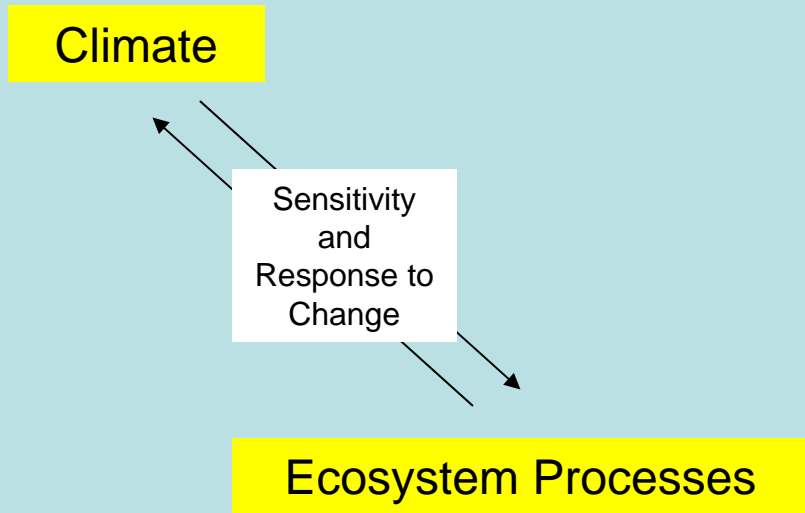 Climate
Sensitivity
and
Response to
Change
Ecosystem Processes